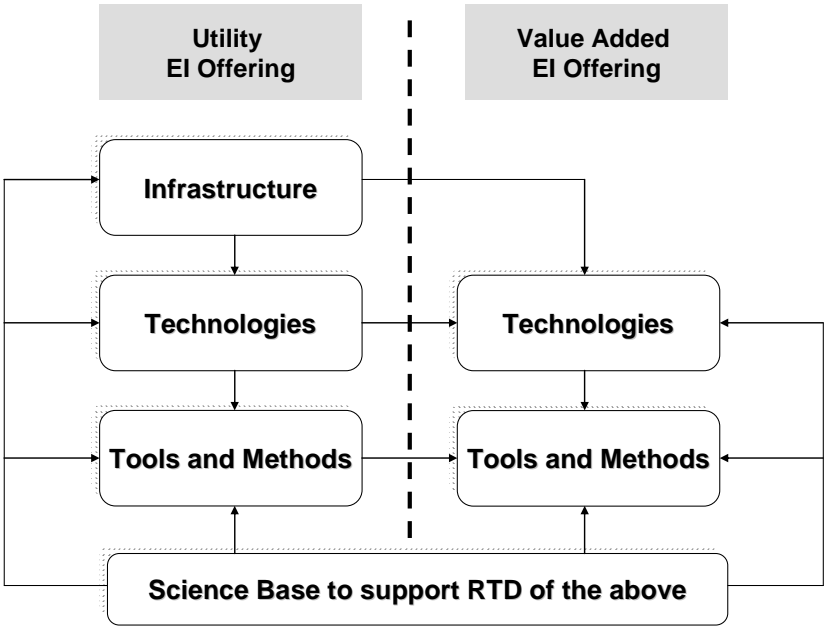 Utility
EI Offering
Value Added
EI Offering
Infrastructure
Technologies
Technologies
Tools and Methods
Tools and Methods
Science Base to support RTD of the above